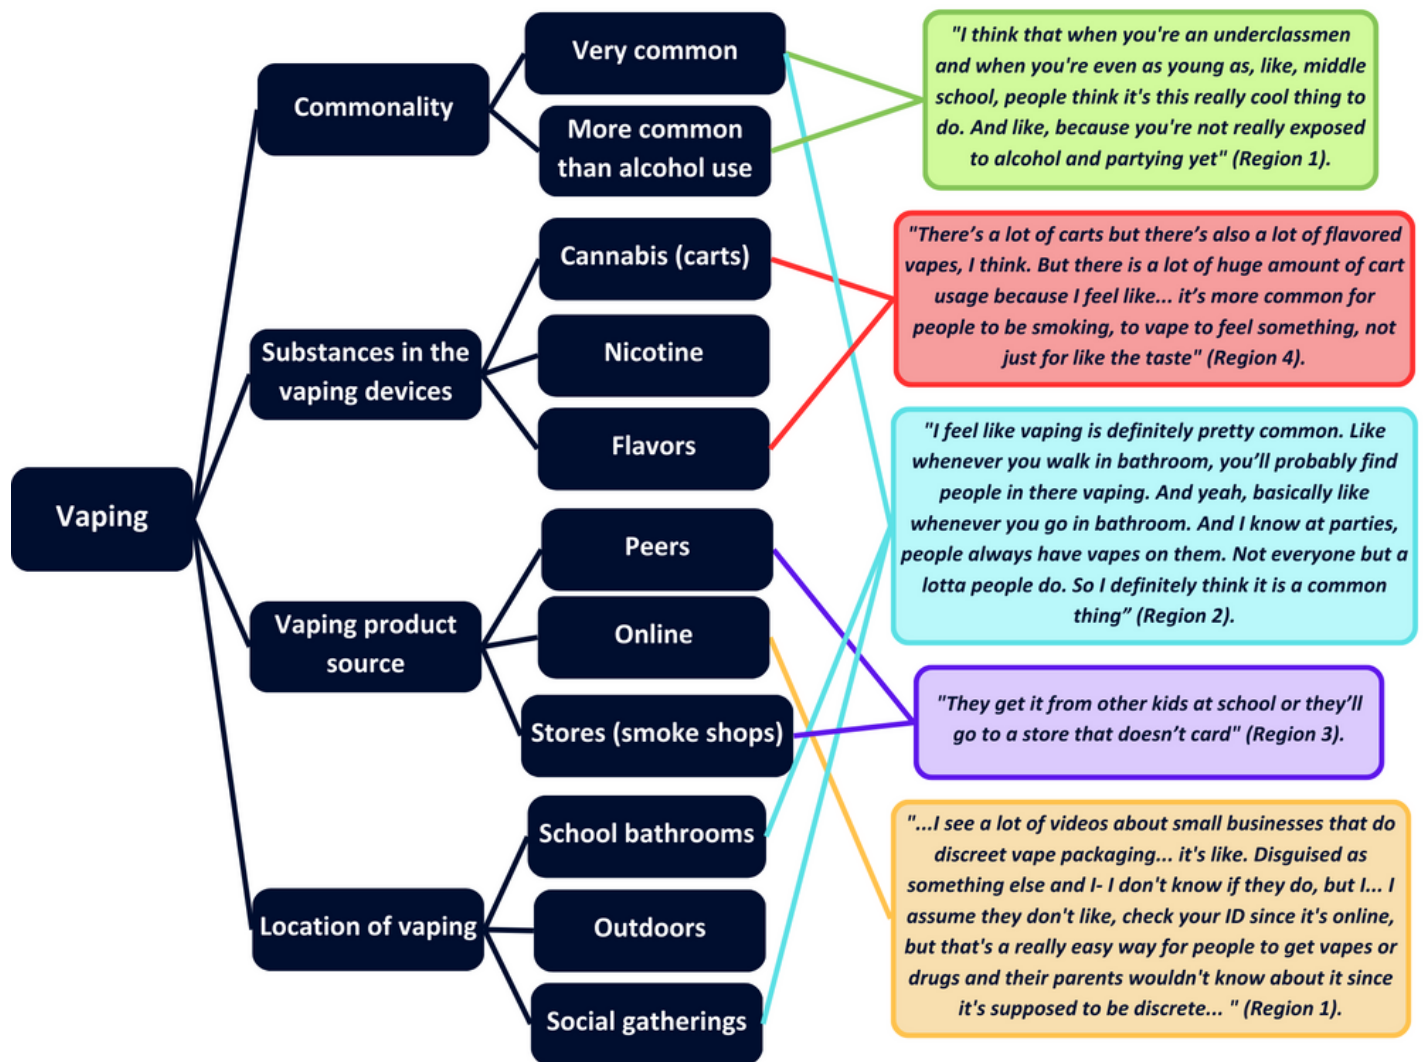 Vaping
Commonality
Very common
More common
than alcohol use
Substances in the
vaping devices
Cannabis (carts)
Nicotine
Flavors
Vaping product
source
Peers
Online
Stores (smoke shops)
Location of vaping
School bathrooms
Outdoors
Social gatherings
"I think that when you're an underclassmen
and when you're even as young as, like, middle
school, people think it's this really cool thing to
do. And like, because you're not really exposed
to alcohol and partying yet" (Region 1).
"There’s a lot of carts but there’s also a lot of flavored
vapes, I think. But there is a lot of huge amount of cart
usage because I feel like... it’s more common for
people to be smoking, to vape to feel something, not
just for like the taste" (Region 4).
"I feel like vaping is definitely pretty common. Like
whenever you walk in bathroom, you’ll probably find
people in there vaping. And yeah, basically like
whenever you go in bathroom. And I know at parties,
people always have vapes on them. Not everyone but a
lotta people do. So I definitely think it is a common
thing” (Region 2).
"They get it from other kids at school or they’ll
go to a store that doesn’t card" (Region 3).
"...I see a lot of videos about small businesses that do
discreet vape packaging... it's like. Disguised as
something else and I- I don't know if they do, but I... I
assume they don't like, check your ID since it's online,
but that's a really easy way for people to get vapes or
drugs and their parents wouldn't know about it since
it's supposed to be discrete... " (Region 1).